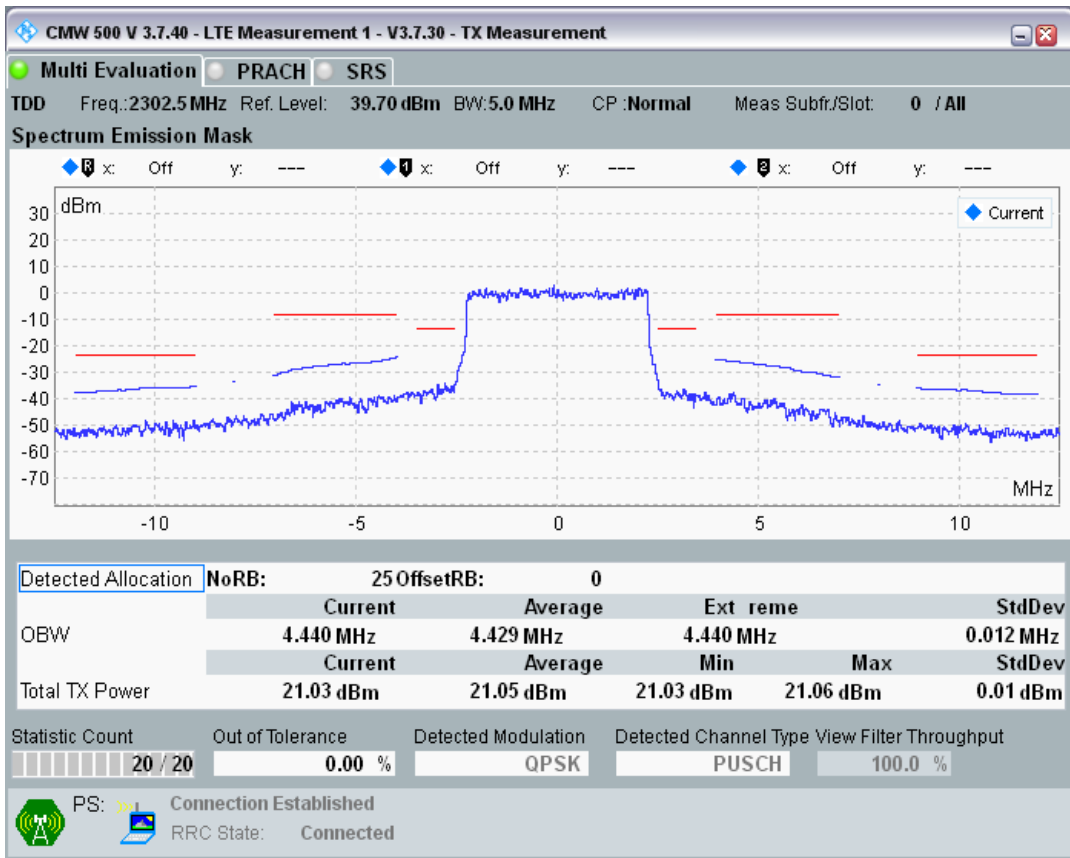 CMW 500 V 3.7.40 - LTE Measurement 1 - V3.7.30 - TX Measurement
Multi Evaluation PRACH SRS
TDD Freq.:2302.5 MHz Ref. Level: 39.70 dBm BW:5.0 MHz CP :Normal Meas Subfr./Slot: 0 / All
Spectrum Emission Mask
R x: Off y: --- 1 x: Off y: --- 2 x: Off y: ---
dBm
Current
30
20
10
0
-10
-20
-30
-40
-50
-60
-70
MHz
-10 -5 0 5 10
Detected Allocation NoRB: 25 OffsetRB: 0
Current Average Ext reme StdDev
OBW 4.440 MHz 4.429 MHz 4.440 MHz 0.012 MHz
Current Average Min Max StdDev
Total TX Power 21.03 dBm 21.05 dBm 21.03 dBm 21.06 dBm 0.01 dBm
Statistic Count Out of Tolerance Detected Modulation Detected Channel Type View Filter Throughput
20 / 20 0.00 % QPSK PUSCH 100.0 %
PS: Connection Established
RRC State: Connected